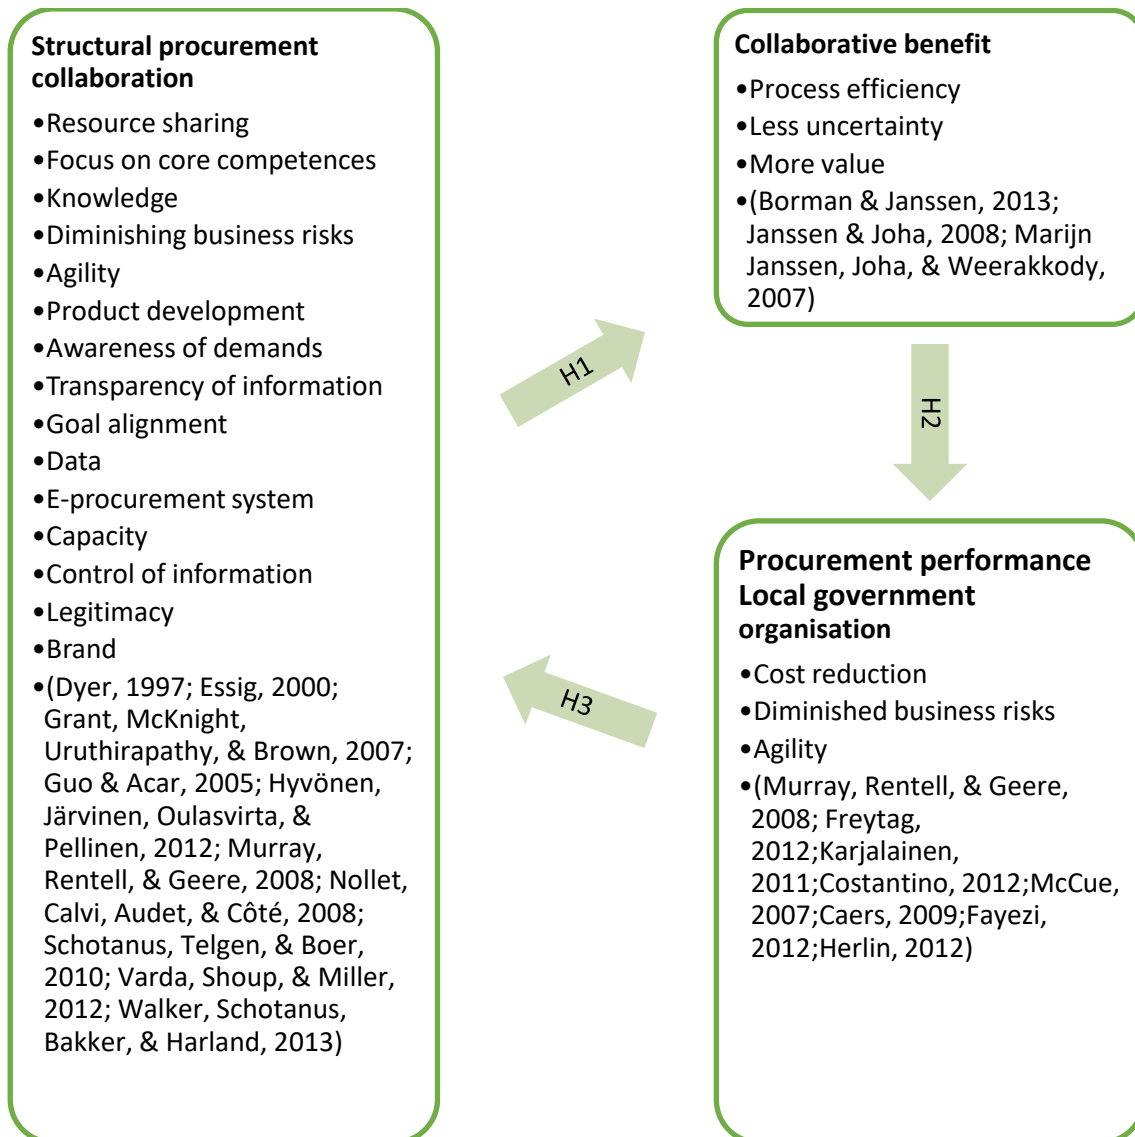 Structural procurement
collaboration
•Resource sharing
•Focus on core competences
•Knowledge
•Diminishing business risks
•Agility
•Product development
•Awareness of demands
•Transparency of information
•Goal alignment
•Data
•E-procurement system
•Capacity
•Control of information
•Legitimacy
•Brand
•(Dyer, 1997; Essig, 2000;
Grant, McKnight,
Uruthirapathy, & Brown, 2007;
Guo & Acar, 2005; Hyvönen,
Järvinen, Oulasvirta, &
Pellinen, 2012; Murray,
Rentell, & Geere, 2008; Nollet,
Calvi, Audet, & Côté, 2008;
Schotanus, Telgen, & Boer,
2010; Varda, Shoup, & Miller,
2012; Walker, Schotanus,
Bakker, & Harland, 2013)
H1
Collaborative benefit
•Process efficiency
•Less uncertainty
•More value
•(Borman & Janssen, 2013;
Janssen & Joha, 2008; Marijn
Janssen, Joha, & Weerakkody,
2007)
H2
Procurement performance
Local government
organisation
•Cost reduction
•Diminished business risks
•Agility
•(Murray, Rentell, & Geere,
2008; Freytag,
2012;Karjalainen,
2011;Costantino, 2012;McCue,
2007;Caers, 2009;Fayezi,
2012;Herlin, 2012)
H3